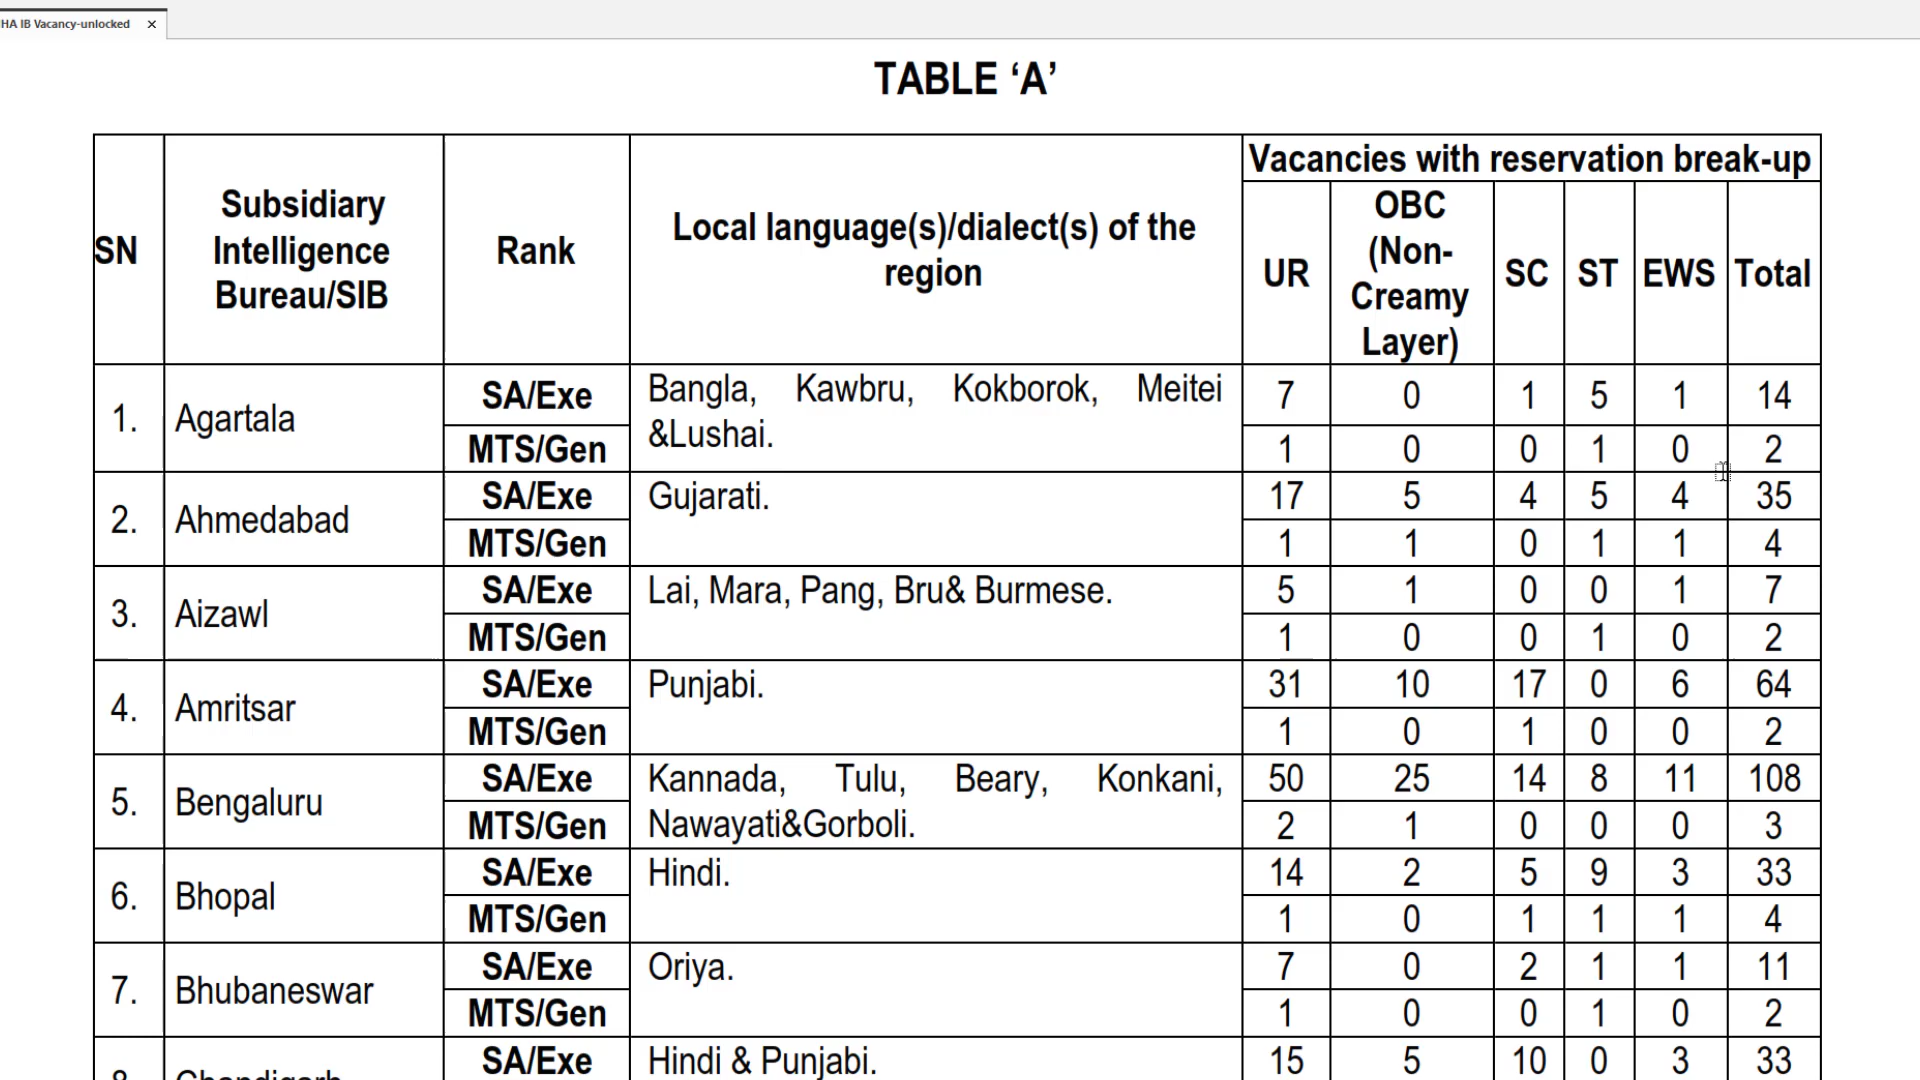 HA IB Vacancy-unlocked
TABLE ‘A’
SN Subsidiary Intelligence Bureau/SIB Rank Local language(s)/dialect(s) of the region Vacancies with reservation break-up
UR OBC (Non-Creamy Layer) SC ST EWS Total
1. Agartala SA/Exe Bangla, Kawbru, Kokborok, Meitei 7 0 1 5 1 14
&Lushai.
MTS/Gen 1 0 0 1 0 2
2. Ahmedabad SA/Exe Gujarati. 17 5 4 5 4 35
MTS/Gen 1 1 0 1 1 4
3. Aizawl SA/Exe Lai, Mara, Pang, Bru& Burmese. 5 1 0 0 1 7
MTS/Gen 1 0 0 1 0 2
4. Amritsar SA/Exe Punjabi. 31 10 17 0 6 64
MTS/Gen 1 0 1 0 0 2
5. Bengaluru SA/Exe Kannada, Tulu, Beary, Konkani, 50 25 14 8 11 108
MTS/Gen Nawayati&Gorboli. 2 1 0 0 0 3
6. Bhopal SA/Exe Hindi. 14 2 5 9 3 33
MTS/Gen 1 0 1 1 1 4
7. Bhubaneswar SA/Exe Oriya. 7 0 2 1 1 11
MTS/Gen 1 0 0 1 0 2
8. Chandigarh SA/Exe Hindi & Punjabi. 15 5 10 0 3 33